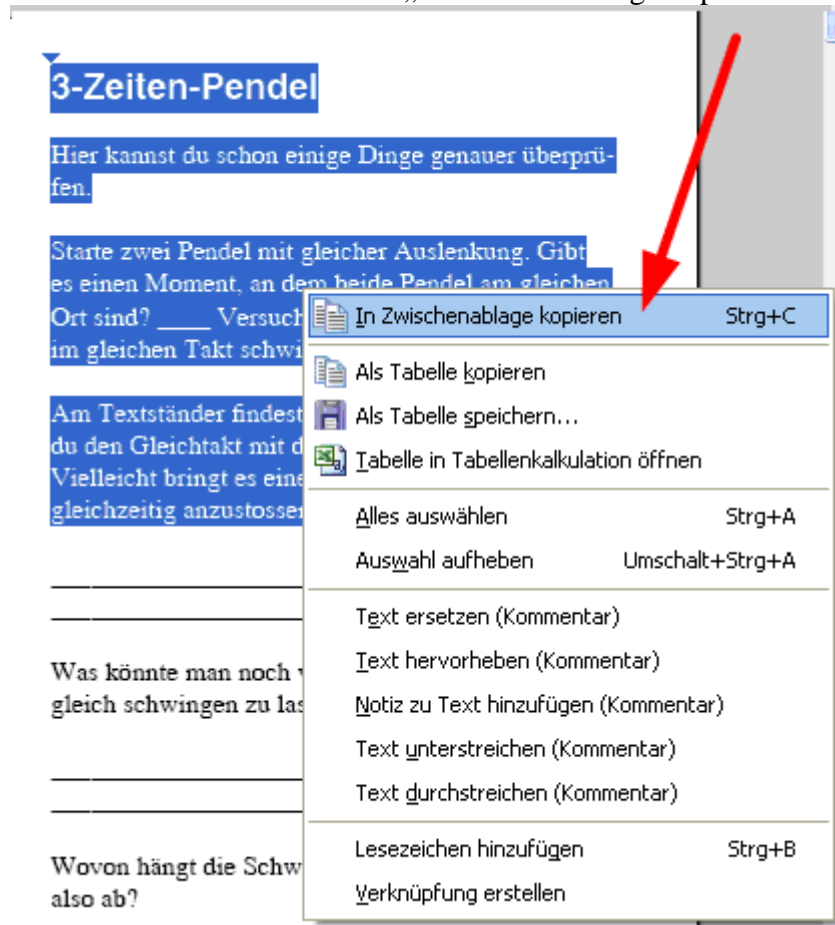 3-Zeiten-Pendel
Hier kannst du schon einige Dinge genauer überprü-
fen.
Starte zwei Pendel mit gleicher Auslenkung. Gibt
es einen Moment, an dem beide Pendel am gleichen
Ort sind? ____ Versuch
im gleichen Takt schwi
Am Textständer findest
du den Gleichtakt mit d
Vielleicht bringt es eine
gleichzeitig anzustossen
Was könnte man noch v
gleich schwingen zu las
Wovon hängt die Schw
also ab?
In Zwischenablage kopieren Strg+C
Als Tabelle kopieren
Als Tabelle speichern...
Tabelle in Tabellenkalkulation öffnen
Alles auswählen Strg+A
Auswahl aufheben Umschalt+Strg+A
Text ersetzen (Kommentar)
Text hervorheben (Kommentar)
Notiz zu Text hinzufügen (Kommentar)
Text unterstreichen (Kommentar)
Text durchstreichen (Kommentar)
Lesezeichen hinzufügen Strg+B
Verknüpfung erstellen